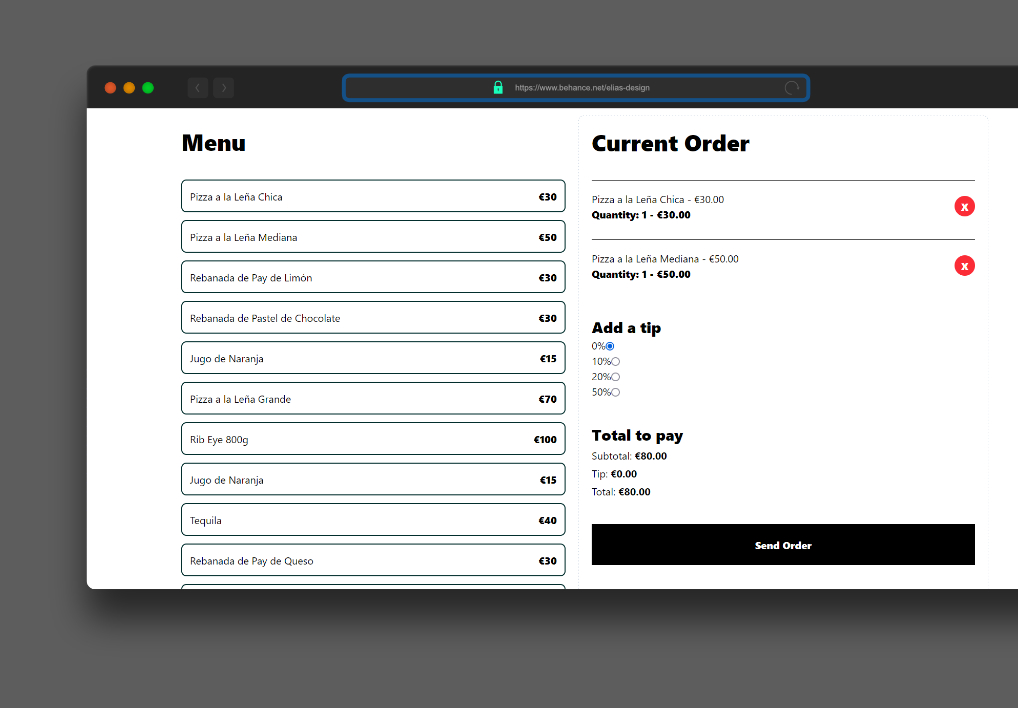 https://www.behance.net/elias-design
Menu
Pizza a la Leña Chica €30
Pizza a la Leña Mediana €50
Rebanada de Pay de Limón €30
Rebanada de Pastel de Chocolate €30
Jugo de Naranja €15
Pizza a la Leña Grande €70
Rib Eye 800g €100
Jugo de Naranja €15
Tequila €40
Rebanada de Pay de Queso €30
Current Order
Pizza a la Leña Chica - €30.00
Quantity: 1 - €30.00
X
Pizza a la Leña Mediana - €50.00
Quantity: 1 - €50.00
X
Add a tip
0%
10%
20%
50%
Total to pay
Subtotal: €80.00
Tip: €0.00
Total: €80.00
Send Order